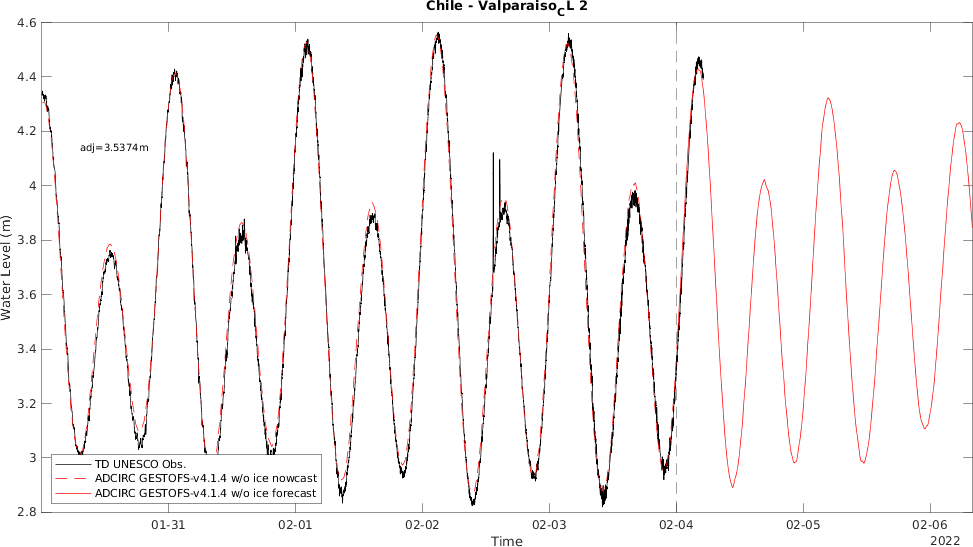 Chile - Valparaiso_CL 2
4.6
4.4
4.2
4
3.8
3.6
3.4
3.2
3
2.8
Water Level (m)
adj=3.5374m
TD UNESCO Obs.
ADCIRC GESTOFS-v4.1.4 w/o ice nowcast
ADCIRC GESTOFS-v4.1.4 w/o ice forecast
01-31 02-01 02-02 02-03 02-04 02-05 02-06
Time
2022